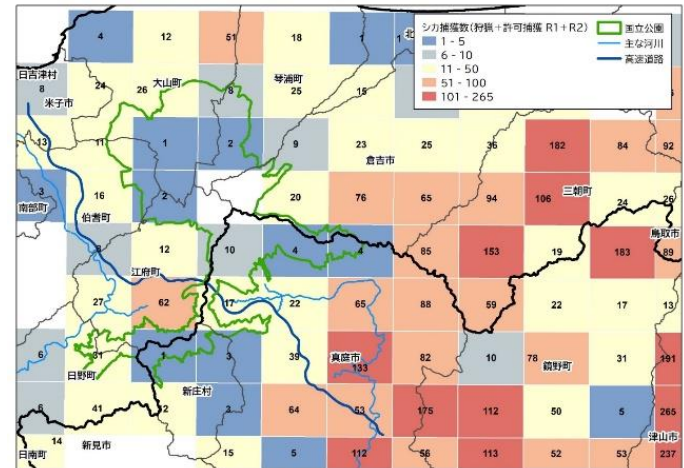 シカ捕獲数(狩猟+許可捕獲 R1+R2)
1 - 5
6 - 10
11 - 50
51 - 100
101 - 265
国立公園
主な河川
高速道路
4 12 51 18 1 1 北
日吉津村 大山町 琴浦町
8 24 26 8 25 16
米子市
13 11 1 2 9 23 25 36 182 84 92
倉吉市
3 16 2 20 76 65 94 106 24 26
南部町 伯耆町 三朝町
鳥取市
12 10 4 4 85 153 19 183 89
江府町
27 62 17 22 65 88 59 22 17 13
6 31 1 3 39 133 82 10 78 31 191
日野町 真庭市 鏡野町
新庄村
41 3 64 53 175 112 50 5 265
津山市
14 15 5 112 56 113 52 53 237
日南町 新見市